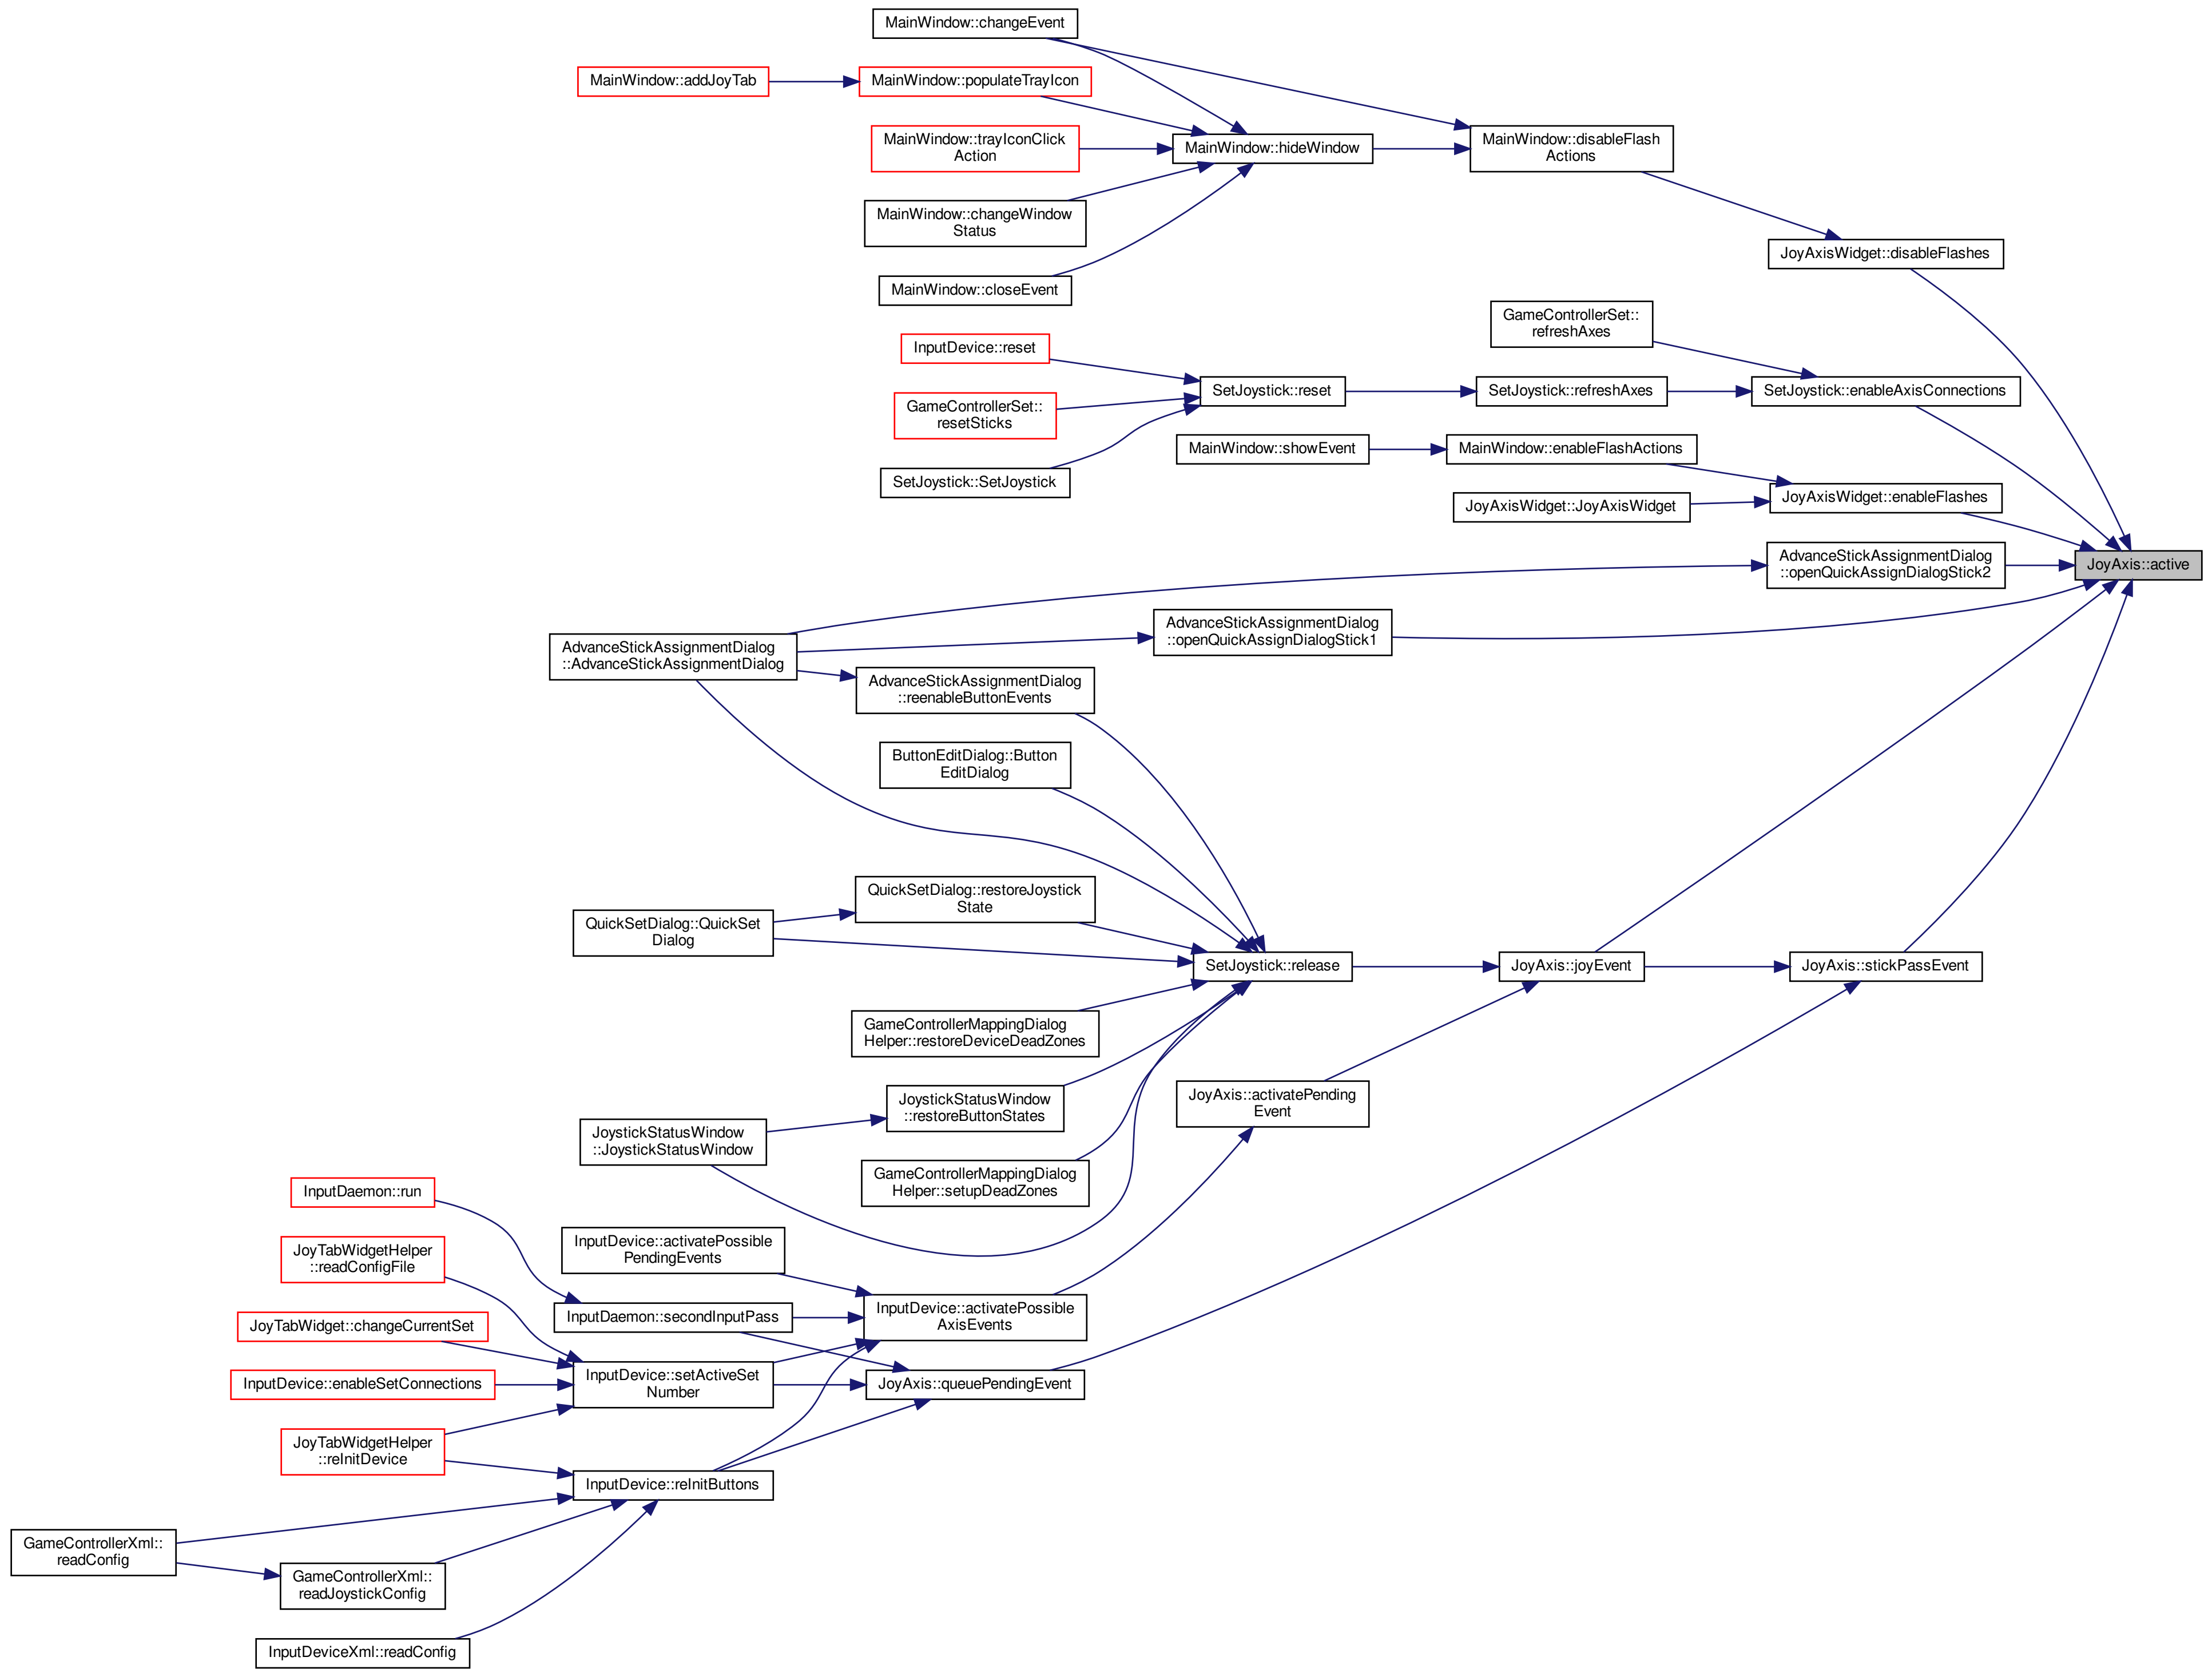 MainWindow::changeEvent
MainWindow::addJoyTab
MainWindow::populateTrayIcon
MainWindow::trayIconClick
Action
MainWindow::hideWindow
MainWindow::disableFlash
Actions
MainWindow::changeWindow
Status
MainWindow::closeEvent
JoyAxisWidget::disableFlashes
GameControllerSet::
refreshAxes
InputDevice::reset
SetJoystick::reset
SetJoystick::refreshAxes
SetJoystick::enableAxisConnections
GameControllerSet::
resetSticks
MainWindow::showEvent
MainWindow::enableFlashActions
SetJoystick::SetJoystick
JoyAxisWidget::enableFlashes
JoyAxisWidget::JoyAxisWidget
AdvanceStickAssignmentDialog
::openQuickAssignDialogStick2
JoyAxis::active
AdvanceStickAssignmentDialog
::openQuickAssignDialogStick1
AdvanceStickAssignmentDialog
::AdvanceStickAssignmentDialog
AdvanceStickAssignmentDialog
::reenableButtonEvents
ButtonEditDialog::Button
EditDialog
QuickSetDialog::restoreJoystick
State
QuickSetDialog::QuickSet
Dialog
SetJoystick::release
JoyAxis::joyEvent
JoyAxis::stickPassEvent
GameControllerMappingDialog
Helper::restoreDeviceDeadZones
JoystickStatusWindow
::restoreButtonStates
JoyAxis::activatePending
Event
JoystickStatusWindow
::JoystickStatusWindow
GameControllerMappingDialog
Helper::setupDeadZones
InputDaemon::run
InputDevice::activatePossible
PendingEvents
JoyTabWidgetHelper
::readConfigFile
InputDaemon::secondInputPass
InputDevice::activatePossible
AxisEvents
JoyTabWidget::changeCurrentSet
InputDevice::enableSetConnections
InputDevice::setActiveSet
Number
JoyAxis::queuePendingEvent
JoyTabWidgetHelper
::reInitDevice
InputDevice::reInitButtons
GameControllerXml::
readConfig
GameControllerXml::
readJoystickConfig
InputDeviceXml::readConfig